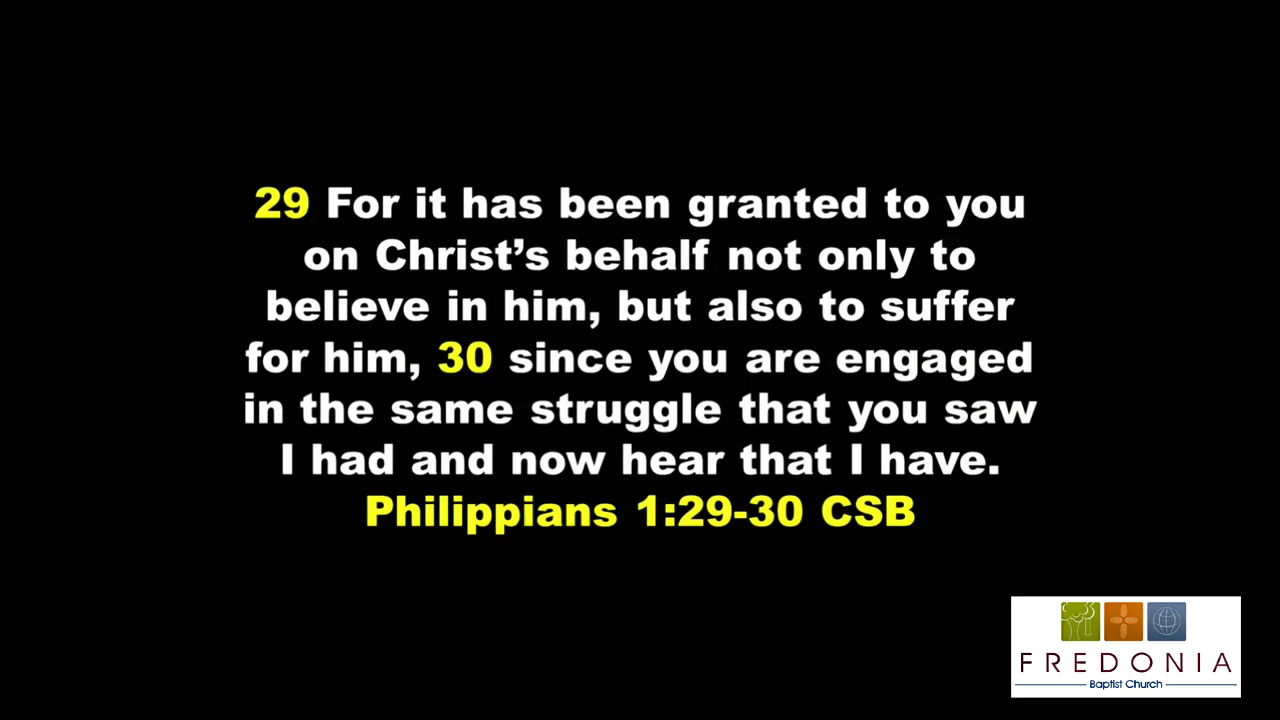 29 For it has been granted to you
on Christ’s behalf not only to
believe in him, but also to suffer
for him, 30 since you are engaged
in the same struggle that you saw
I had and now hear that I have.
Philippians 1:29-30 CSB
FREDONIA
Baptist Church